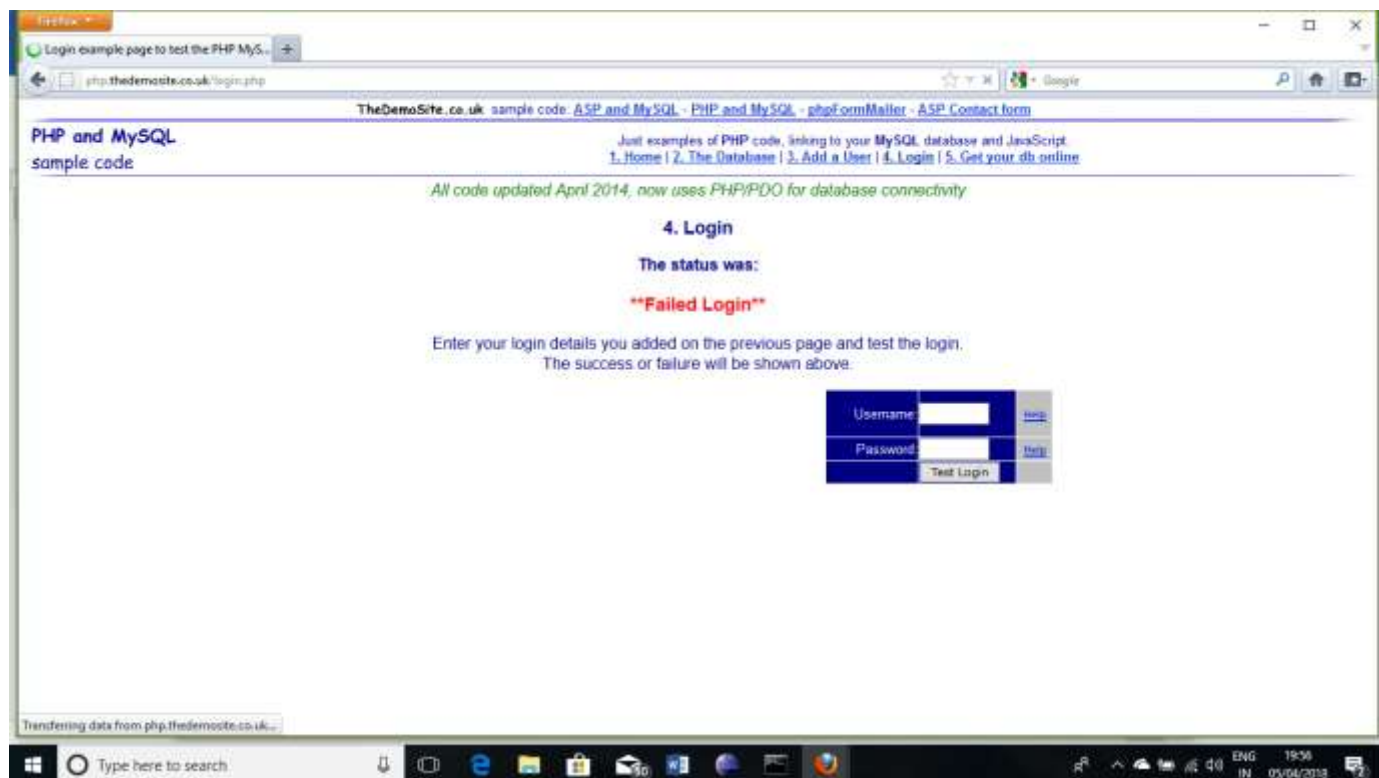 Firefox
Login example page to test the PHP MyS...
php.thedemosite.co.uk/login.php
Google
TheDemoSite.co.uk sample code: ASP and MySQL - PHP and MySQL - phpFormMailer - ASP Contact form
PHP and MySQL
sample code
Just examples of PHP code, linking to your MySQL database and JavaScript.
1. Home | 2. The Database | 3. Add a User | 4. Login | 5. Get your db online
All code updated April 2014, now uses PHP/PDO for database connectivity
4. Login
The status was:
**Failed Login**
Enter your login details you added on the previous page and test the login.
The success or failure will be shown above.
Username:
Help
Password:
Help
Test Login
Transferring data from php.thedemosite.co.uk...
Type here to search
ENG
IN
19:56
05/04/2018